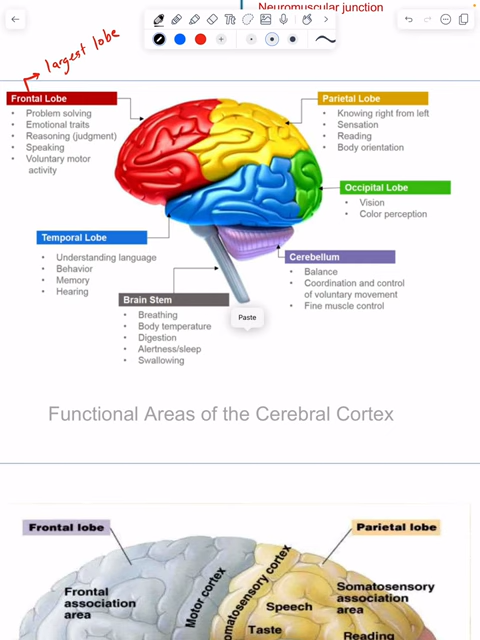 Neuromuscular junction
largest lobe
Frontal Lobe
• Problem solving
• Emotional traits
• Reasoning (judgment)
• Speaking
• Voluntary motor
activity
Parietal Lobe
• Knowing right from left
• Sensation
• Reading
• Body orientation
Occipital Lobe
• Vision
• Color perception
Temporal Lobe
• Understanding language
• Behavior
• Memory
• Hearing
Cerebellum
• Balance
• Coordination and control
of voluntary movement
• Fine muscle control
Brain Stem
• Breathing
• Body temperature
• Digestion
• Alertness/sleep
• Swallowing
Paste
Functional Areas of the Cerebral Cortex
Frontal lobe
Parietal lobe
Frontal
association
area
Motor cortex
omatosensory cortex
Somatosensory
association
area
Speech
Taste
Reading